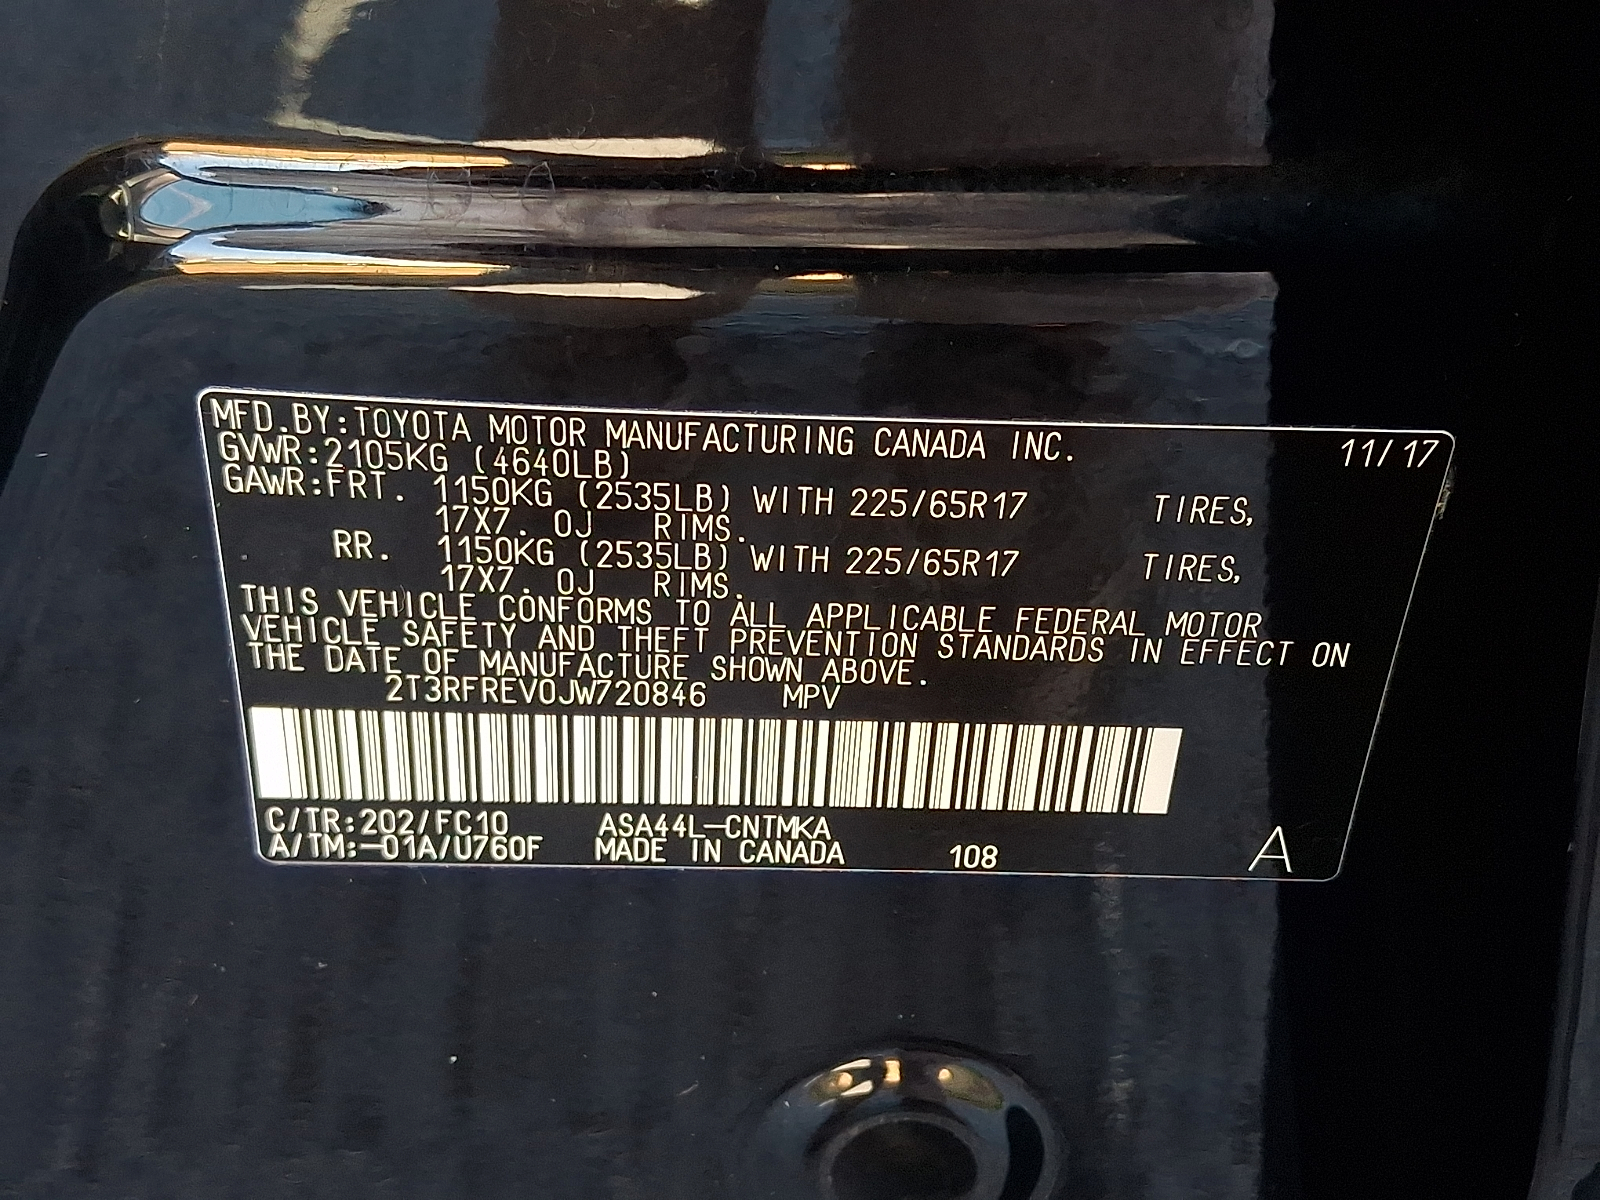 MFD.BY:TOYOTA MOTOR MANUFACTURING CANADA INC. 11/17
GVWR:2105KG (4640LB)
GAWR:FRT. 1150KG (2535LB) WITH 225/65R17 TIRES,
17X7. 0J RIMS.
RR. 1150KG (2535LB) WITH 225/65R17 TIRES,
17X7. 0J RIMS.
THIS VEHICLE CONFORMS TO ALL APPLICABLE FEDERAL MOTOR
VEHICLE SAFETY AND THEFT PREVENTION STANDARDS IN EFFECT ON
THE DATE OF MANUFACTURE SHOWN ABOVE.
2T3RFREV0JW720846 MPV
C/TR:202/FC10 ASA44L-CNTMKA
A/TM:-01A/U760F MADE IN CANADA 108 A